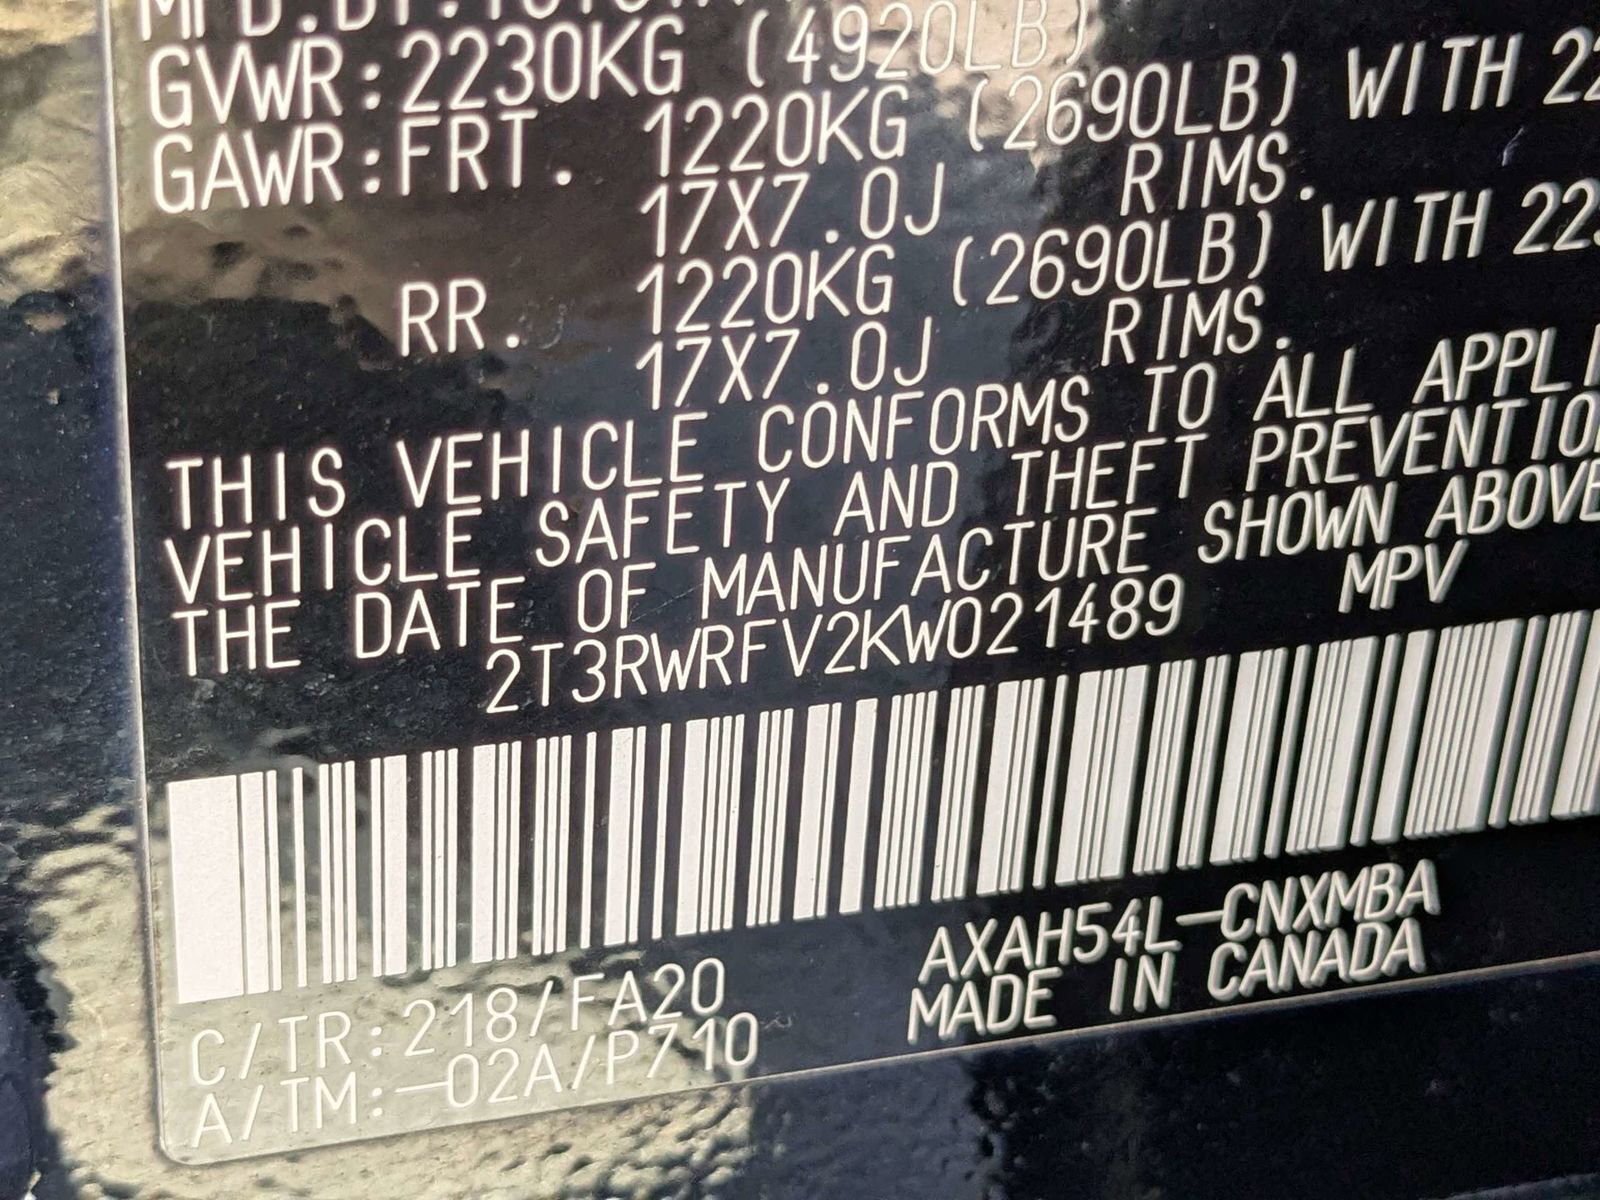 GVWR:2230KG (4920LB)
GAWR:FRT. 1220KG (2690LB) WITH
17X7.0J RIMS.
RR. 1220KG (2690LB) WITH
17X7.0J RIMS.
THIS VEHICLE CONFORMS TO ALL
VEHICLE SAFETY AND THEFT
THE DATE OF MANUFACTURE SHOWN ABOVE
2T3RWRFV2KW021489 MPV
AXAH54L-CNXMBA
C/TR:218/FA20 MADE IN CANADA
A/TM:-02A/P710